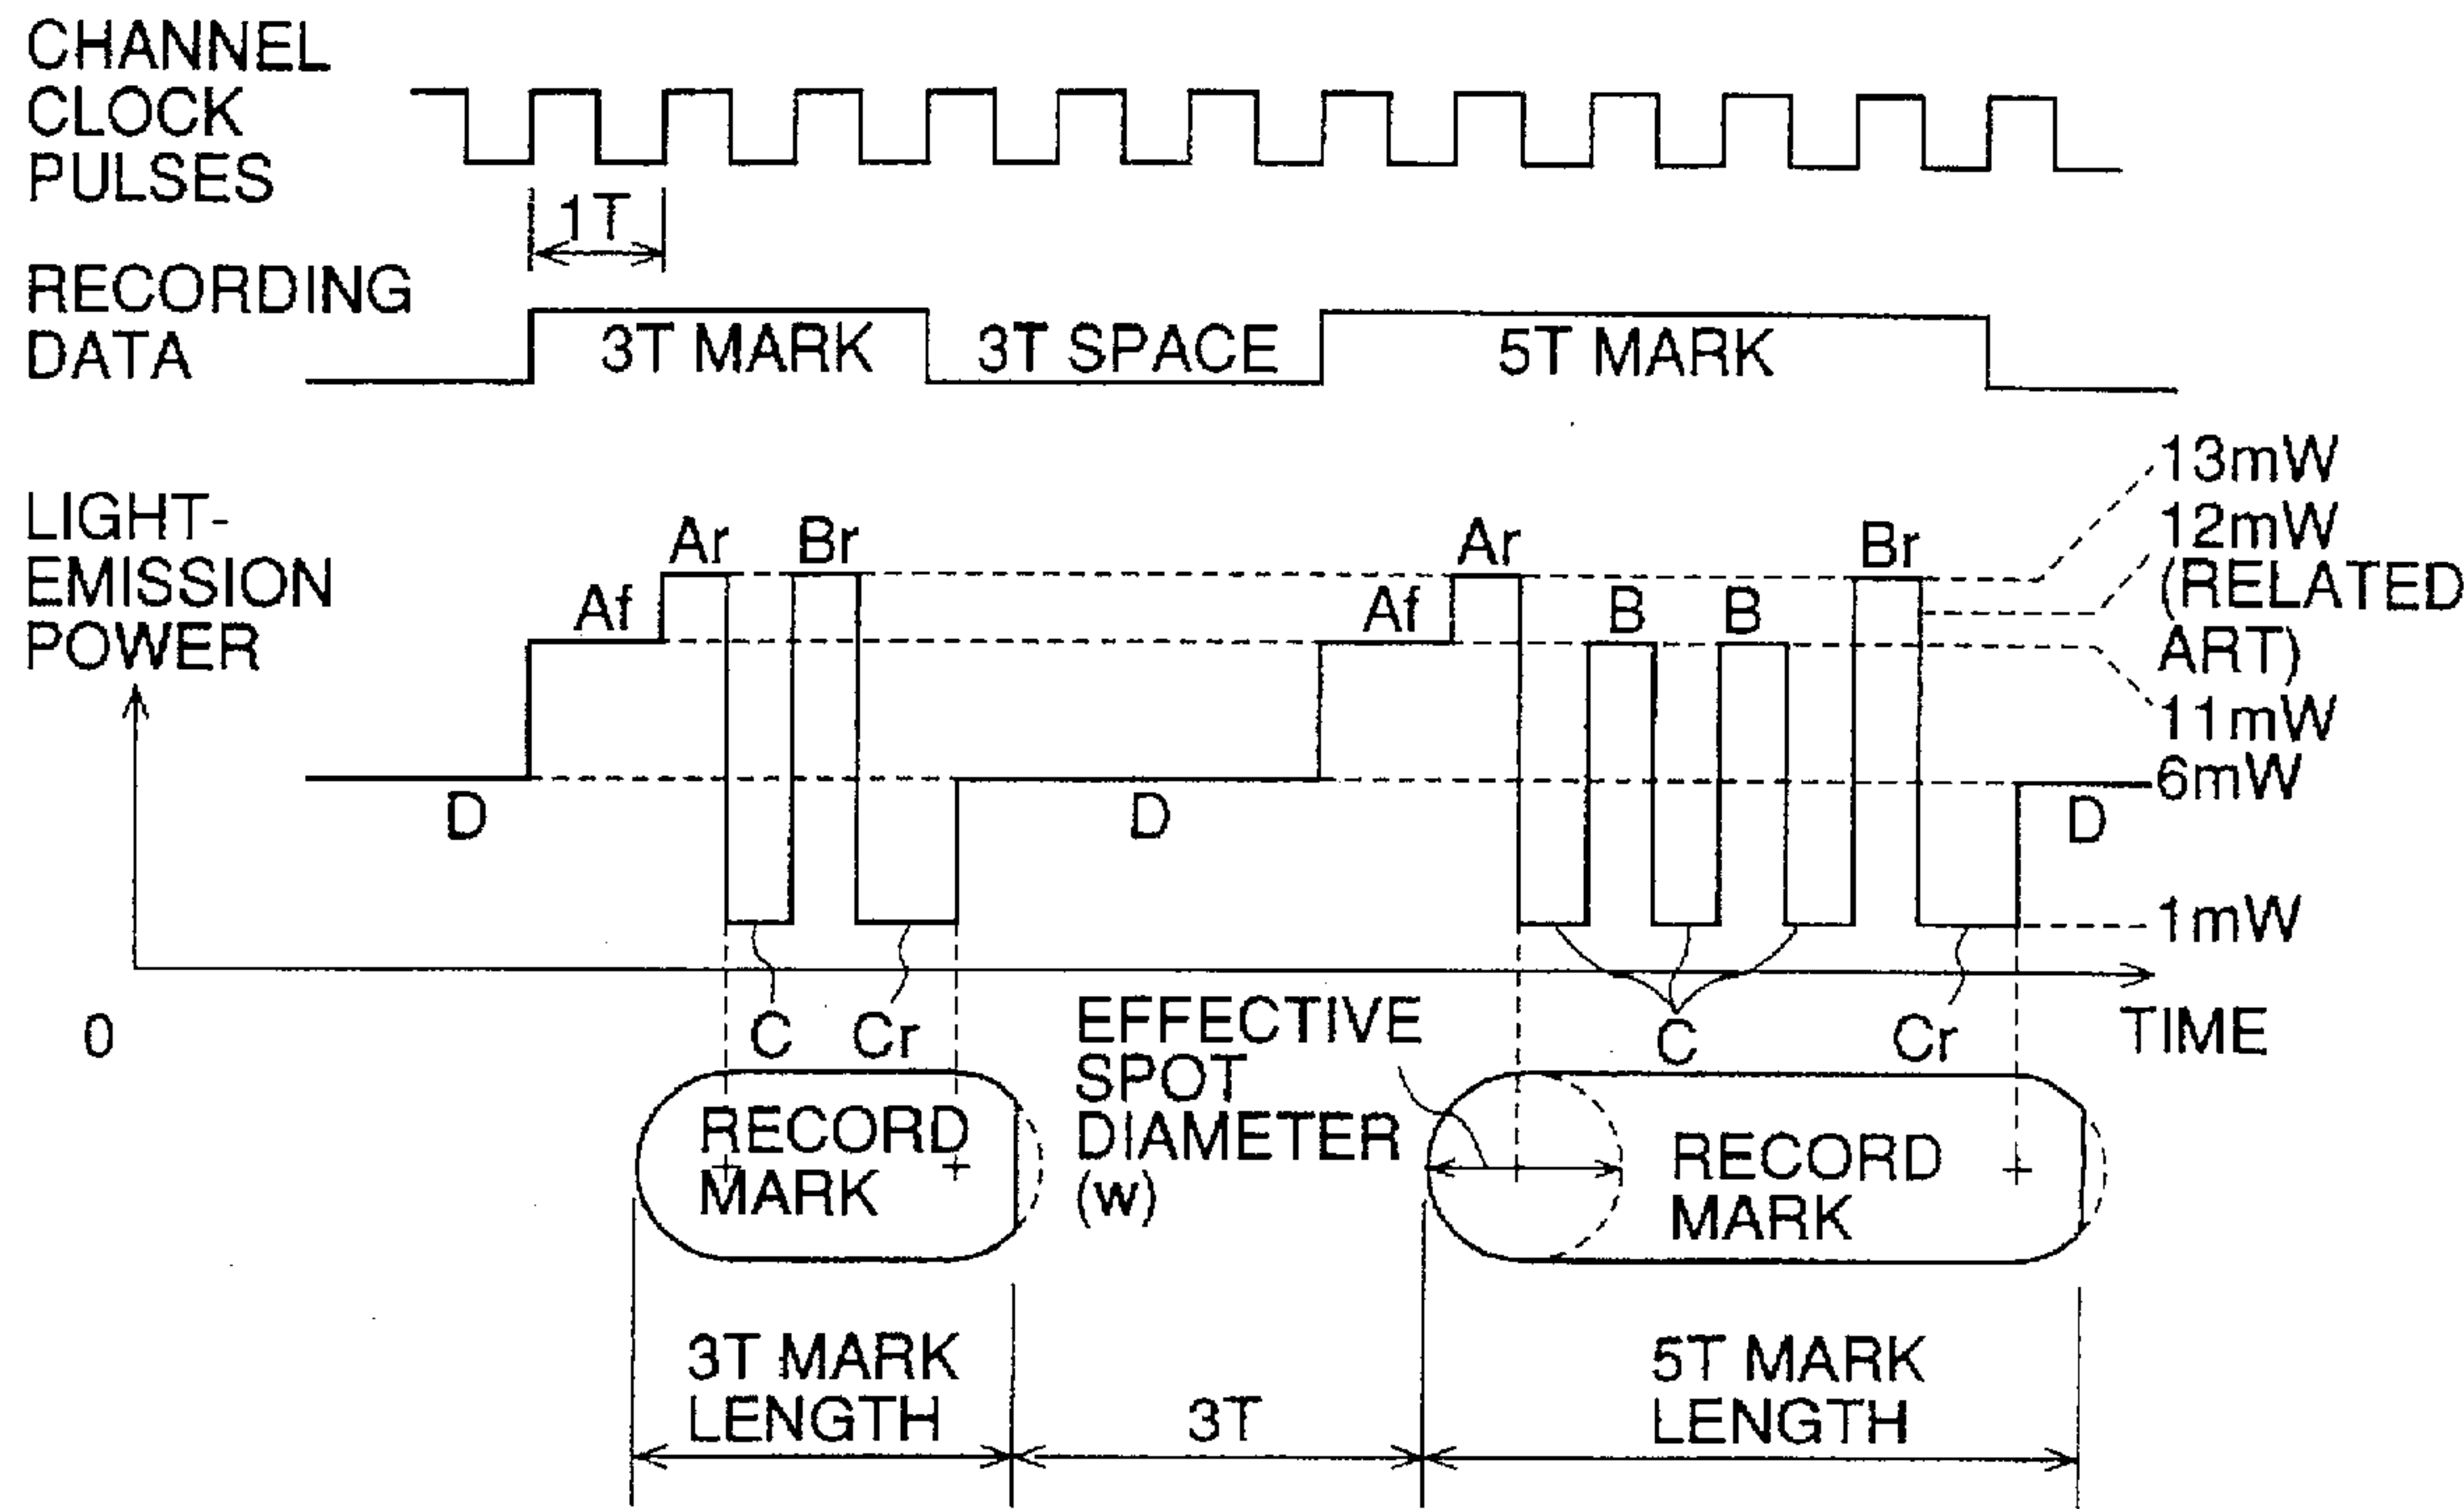 CHANNEL
CLOCK
PULSES
1T
RECORDING
DATA
3T MARK
3T SPACE
5T MARK
LIGHT-
EMISSION
POWER
Af
Ar
Br
Af
Ar
B
B
Br
13mW
12mW
(RELATED
ART)
11mW
6mW
1mW
D
D
D
0
C
Cr
C
Cr
TIME
EFFECTIVE
SPOT
DIAMETER
(w)
RECORD
MARK
RECORD
MARK
3T MARK
LENGTH
3T
5T MARK
LENGTH